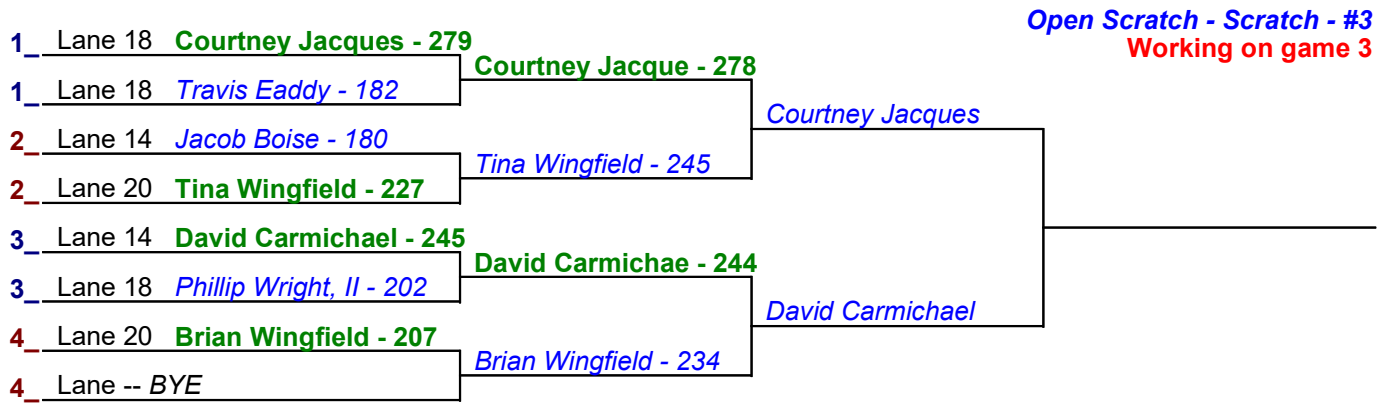 Open Scratch - Scratch - #3
Working on game 3
1_ Lane 18 Courtney Jacques - 279
Courtney Jacque - 278
1_ Lane 18 Travis Eaddy - 182
Courtney Jacques
2_ Lane 14 Jacob Boise - 180
Tina Wingfield - 245
2_ Lane 20 Tina Wingfield - 227
3_ Lane 14 David Carmichael - 245
David Carmichae - 244
3_ Lane 18 Phillip Wright, II - 202
David Carmichael
4_ Lane 20 Brian Wingfield - 207
Brian Wingfield - 234
4_ Lane -- BYE